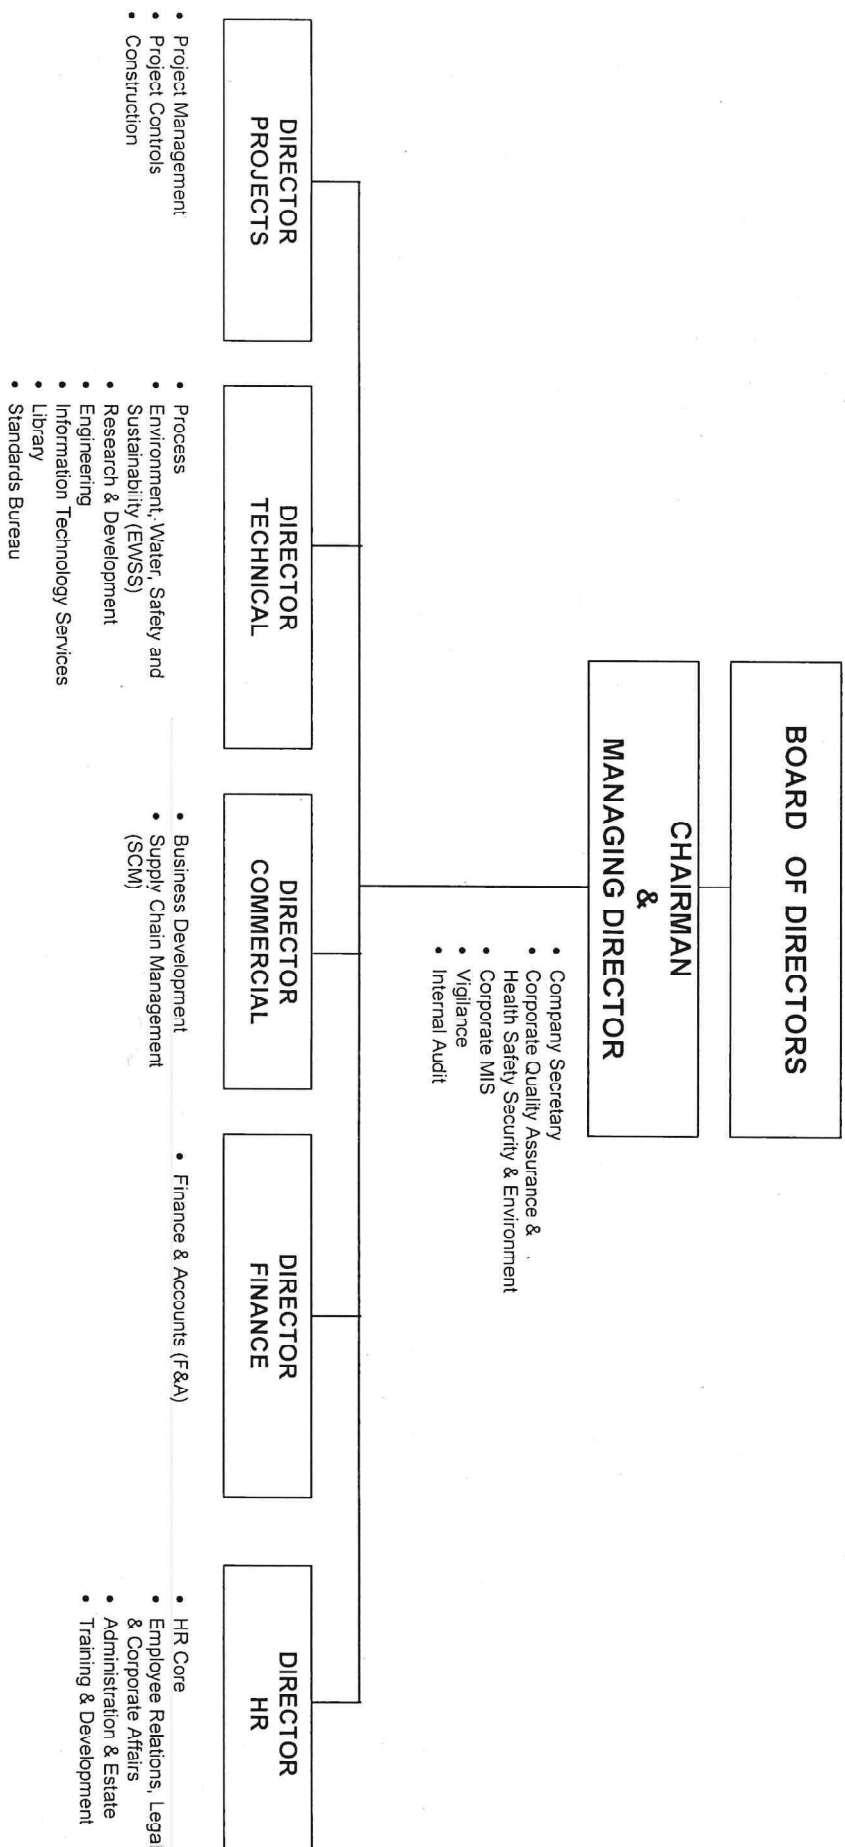 BOARD OF DIRECTORS
CHAIRMAN
&
MANAGING DIRECTOR
• Company Secretary
• Corporate Quality Assurance &
Health Safety Security & Environment
• Corporate MIS
• Vigilance
• Internal Audit
DIRECTOR
PROJECTS
• Project Management
• Project Controls
• Construction
DIRECTOR
TECHNICAL
• Process
• Environment, Water, Safety and
Sustainability (EWSS)
• Research & Development
• Engineering
• Information Technology Services
• Library
• Standards Bureau
DIRECTOR
COMMERCIAL
• Business Development
• Supply Chain Management
(SCM)
DIRECTOR
FINANCE
• Finance & Accounts (F&A)
DIRECTOR
HR
• HR Core
• Employee Relations, Legal
& Corporate Affairs
• Administration & Estate
• Training & Development